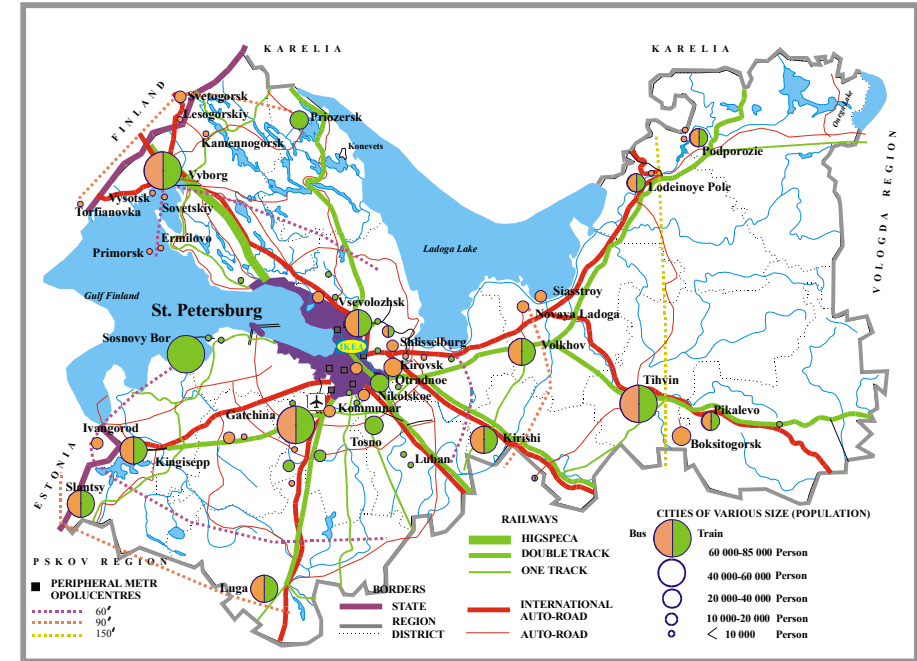 KARELIA
KARELIA
FINLAND
Svetogorsk
Lesogorskiy
Kamennogorsk
Priozersk
Konevets
Onego Lake
Podporozie
Lodeinoye Pole
VOLOGDA REGION
Vyborg
Vysotsk
Torfianovka
Sovetskiy
Ermilovo
Primorsk
Ladoga Lake
Gulf Finland
St. Petersburg
Vsevolozhsk
Siasstroy
Novaya Ladoga
Sosnovy Bor
IKEA
Shlisselburg
Kirovsk
Volkhov
Otradnoe
Nikolskoe
Tihvin
Kommunar
Gatchina
Pikalevo
Ivangorod
Tosno
Kirishi
Boksitogorsk
Kingisepp
Luban
ESTONIA
Slantsy
PSKOV REGION
Luga
PERIPHERAL METR
OPOLUCENTRES
60′
90′
150′
BORDERS
STATE
REGION
DISTRICT
RAILWAYS
HIGSPECA
DOUBLE TRACK
ONE TRACK
INTERNATIONAL
AUTO-ROAD
AUTO-ROAD
CITIES OF VARIOUS SIZE (POPULATION)
Bus Train
60 000-85 000 Person
40 000-60 000 Person
20 000-40 000 Person
10 000-20 000 Person
< 10 000 Person